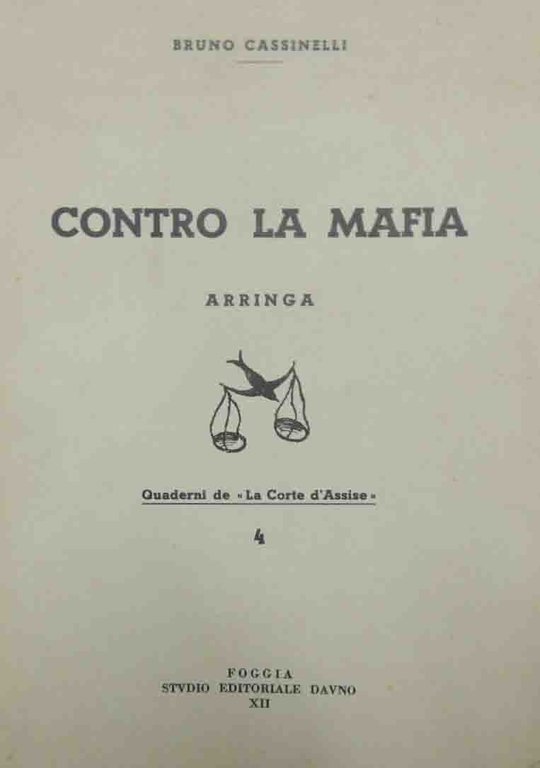 BRUNO CASSINELLI
CONTRO LA MAFIA
ARRINGA
Quaderni de « La Corte d'Assise »
4
FOGGIA
STVDIO EDITORIALE DAVNO
XII